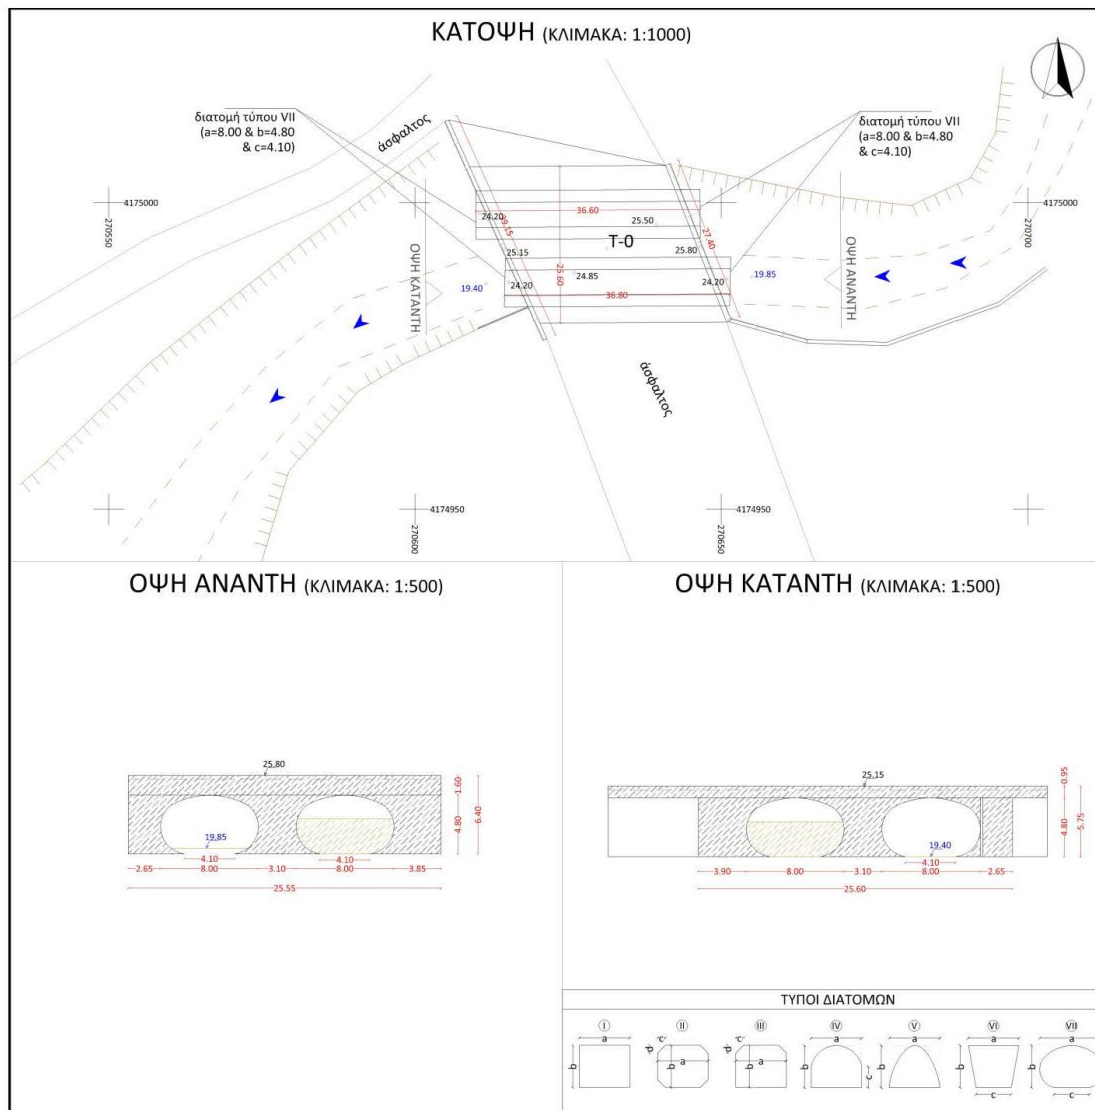 ΚΑΤΟΨΗ (ΚΛΙΜΑΚΑ: 1:1000)
διατομή τύπου VII
(a=8.00 & b=4.80
& c=4.10)
άσφαλτος
διατομή τύπου VII
(a=8.00 & b=4.80
& c=4.10)
4175000
270550
4175000
270700
24.20
39.15
36.60
25.50
T-0
27.40
25.15
25.80
25.60
24.85
24.20
24.20
36.80
19.40
19.85
ΟΨΗ ΚΑΤΑΝΤΗ
ΟΨΗ ΑΝΑΝΤΗ
άσφαλτος
4174950
270600
4174950
270650
ΟΨΗ ΑΝΑΝΤΗ (ΚΛΙΜΑΚΑ: 1:500)
25.80
1.60
4.80
6.40
19.85
4.10
4.10
2.65
8.00
3.10
8.00
3.85
25.55
ΟΨΗ ΚΑΤΑΝΤΗ (ΚΛΙΜΑΚΑ: 1:500)
25.15
0.95
4.80
5.75
19.40
4.10
3.90
8.00
3.10
8.00
2.65
25.60
ΤΥΠΟΙ ΔΙΑΤΟΜΩΝ
I
II
III
IV
V
VI
VII
a
b
c
d
a
b
c
d
a
b
a
b
c
a
b
a
b
c
a
b
c